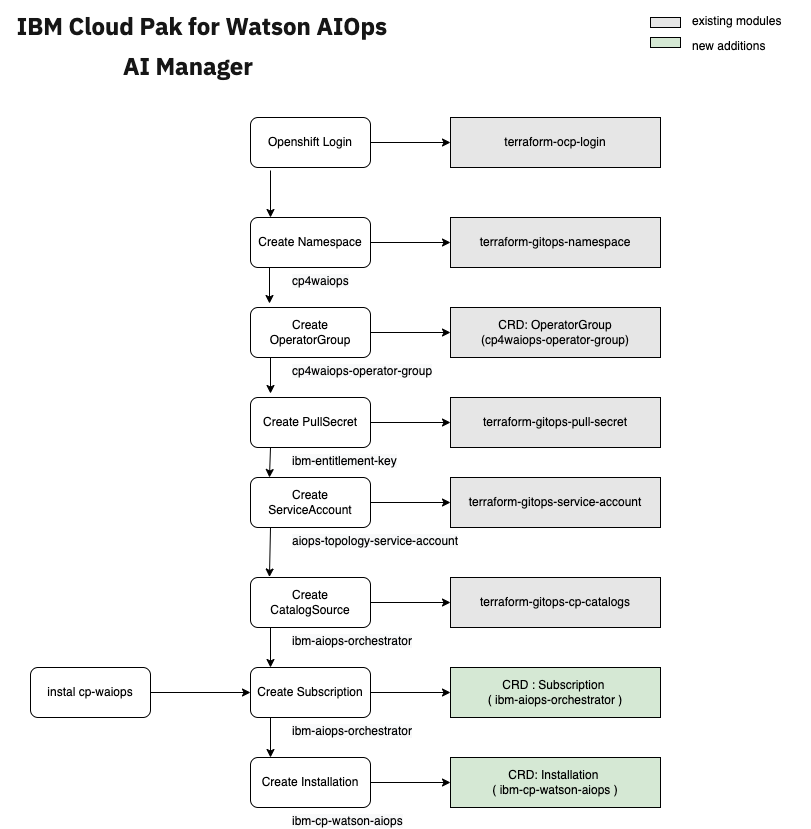 IBM Cloud Pak for Watson AIOps
AI Manager
existing modules
new additions
Openshift Login
terraform-ocp-login
Create Namespace
terraform-gitops-namespace
cp4waiops
Create
OperatorGroup
CRD: OperatorGroup
(cp4waiops-operator-group)
cp4waiops-operator-group
Create PullSecret
terraform-gitops-pull-secret
ibm-entitlement-key
Create
ServiceAccount
terraform-gitops-service-account
aiops-topology-service-account
Create
CatalogSource
terraform-gitops-cp-catalogs
ibm-aiops-orchestrator
instal cp-waiops
Create Subscription
CRD : Subscription
( ibm-aiops-orchestrator )
ibm-aiops-orchestrator
Create Installation
CRD: Installation
( ibm-cp-watson-aiops )
ibm-cp-watson-aiops